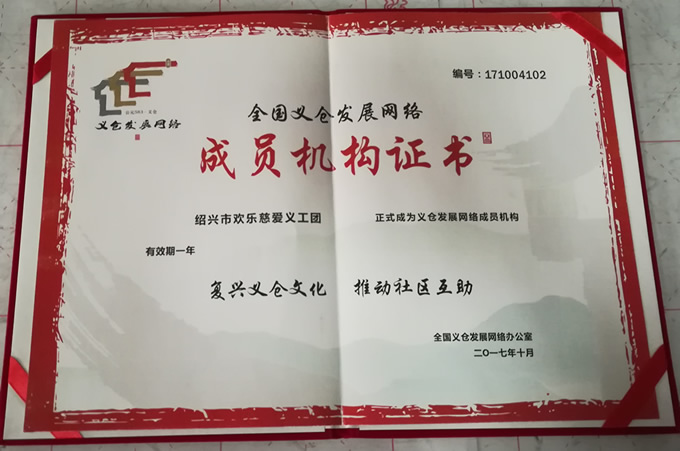 编号：171004102
义仓发展网络
全国义仓发展网络
成员机构证书
绍兴市欢乐慈爱义工团 正式成为义仓发展网络成员机构
有效期一年
复兴义仓文化 推动社区互助
全国义仓发展网络办公室
二〇一七年十月